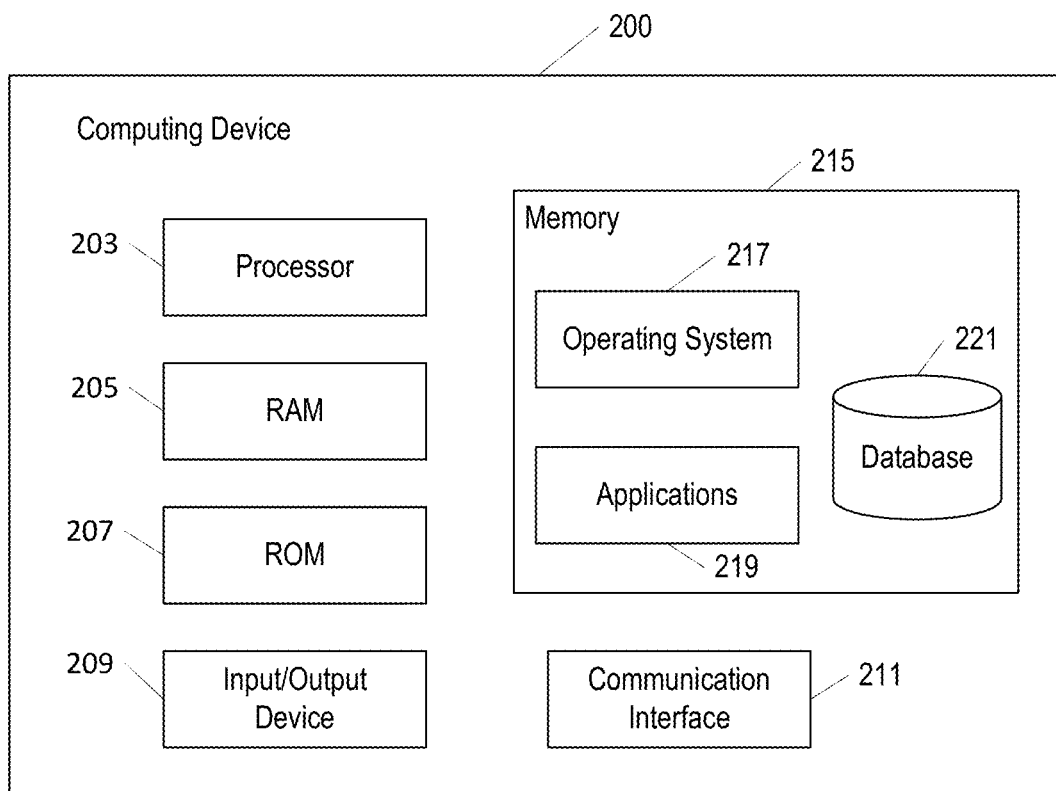 200
Computing Device
215
Memory
203
Processor
217
Operating System
221
Database
205
RAM
Applications
219
207
ROM
209
Input/Output
Device
Communication
Interface
211